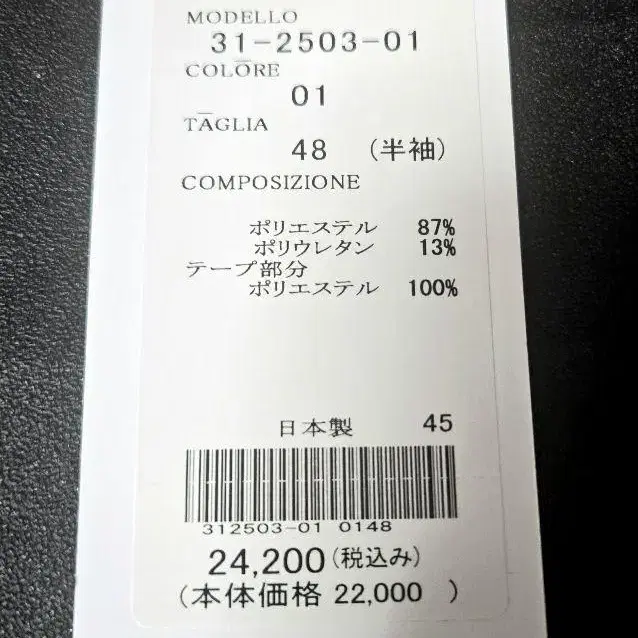 MODELLO
31-2503-01
COLORE
01
TAGLIA
48 (半袖)
COMPOSIZIONE
ポリエステル 87%
ポリウレタン 13%
テープ部分
ポリエステル 100%
日本製 45
312503-01 0148
24,200(税込み)
(本体価格 22,000 )